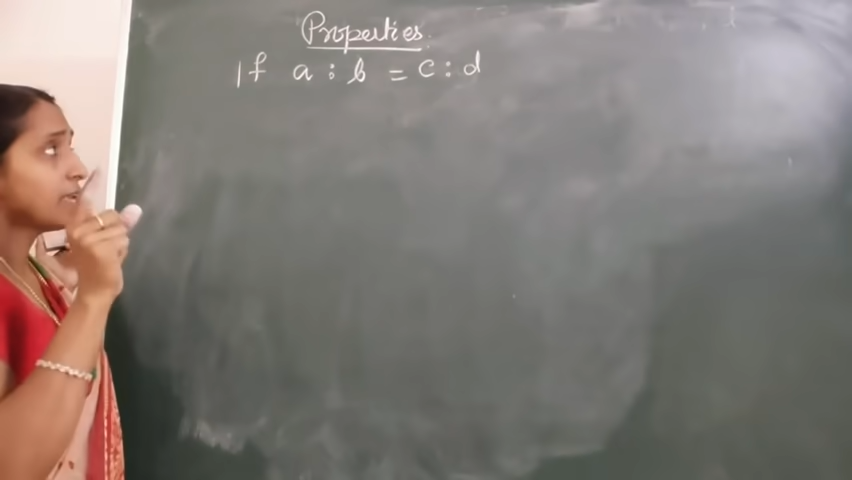 Properties
If a : b = c : d